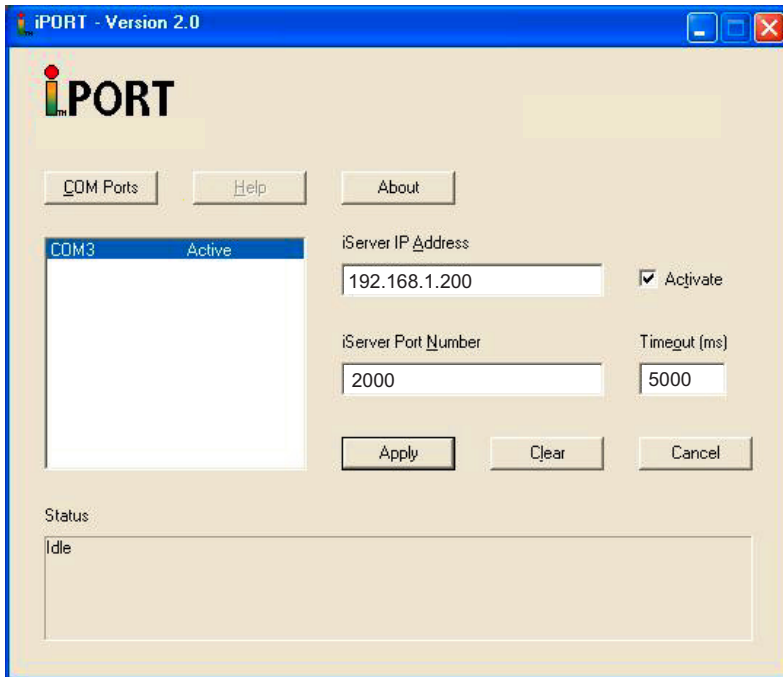 iPORT - Version 2.0
iPORT
TM
COM Ports Help About
COM3 Active
iServer IP Address
192.168.1.200
Activate
iServer Port Number Timeout (ms)
2000 5000
Apply Clear Cancel
Status
Idle